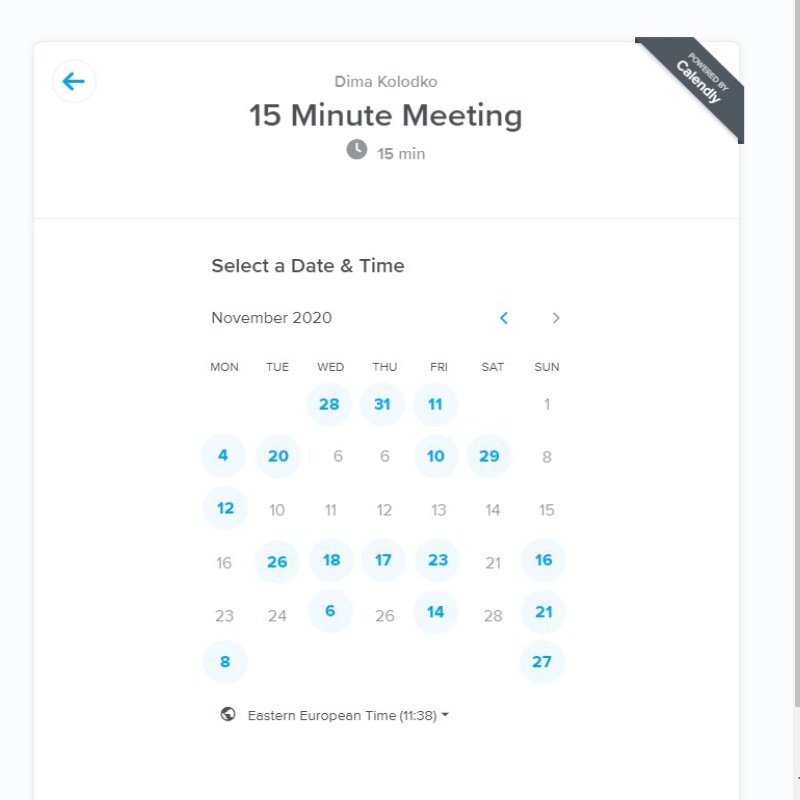 Dima Kolodko
15 Minute Meeting
15 min
POWERED BY
Calendly
Select a Date & Time
November 2020
MON TUE WED THU FRI SAT SUN
28 31 11 1
4 20 6 6 10 29 8
12 10 11 12 13 14 15
16 26 18 17 23 21 16
23 24 6 26 14 28 21
8 27
Eastern European Time (11:38)